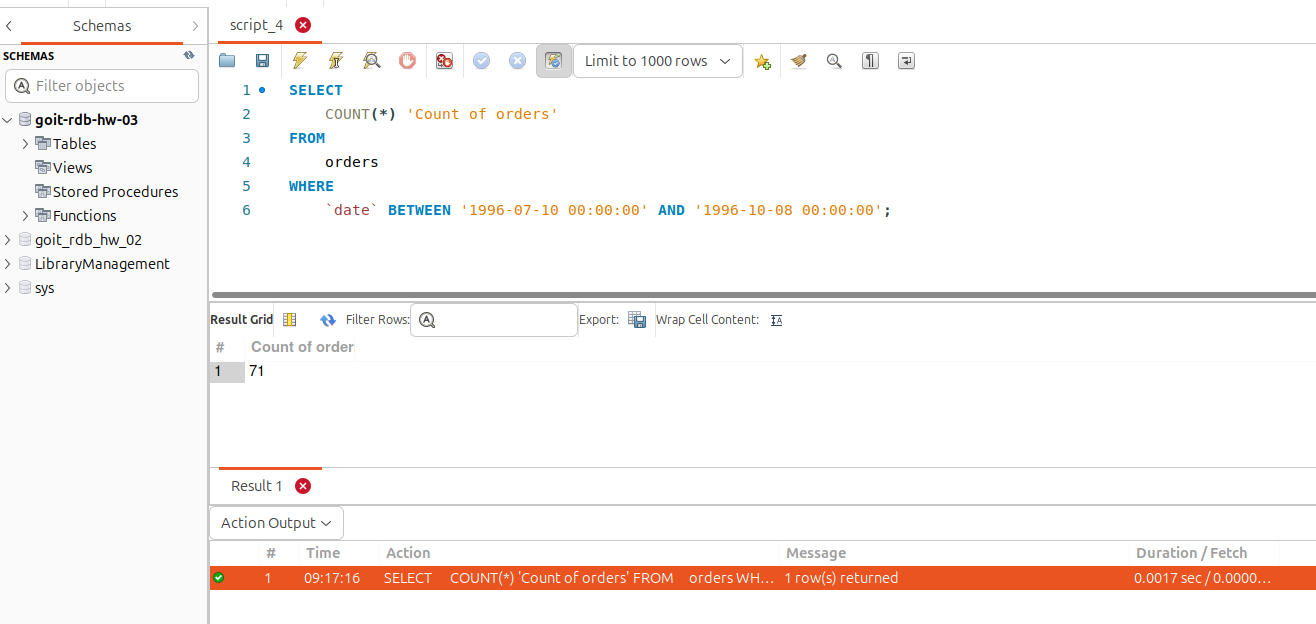 Schemas
script_4
SCHEMAS
Filter objects
goit-rdb-hw-03
Tables
Views
Stored Procedures
Functions
goit_rdb_hw_02
LibraryManagement
sys
Limit to 1000 rows
1 SELECT
2 COUNT(*) 'Count of orders'
3 FROM
4 orders
5 WHERE
6 `date` BETWEEN '1996-07-10 00:00:00' AND '1996-10-08 00:00:00';
Result Grid Filter Rows: Export: Wrap Cell Content:
# Count of order
1 71
Result 1
Action Output
# Time Action Message Duration / Fetch
1 09:17:16 SELECT COUNT(*) 'Count of orders' FROM orders WH... 1 row(s) returned 0.0017 sec / 0.0000...